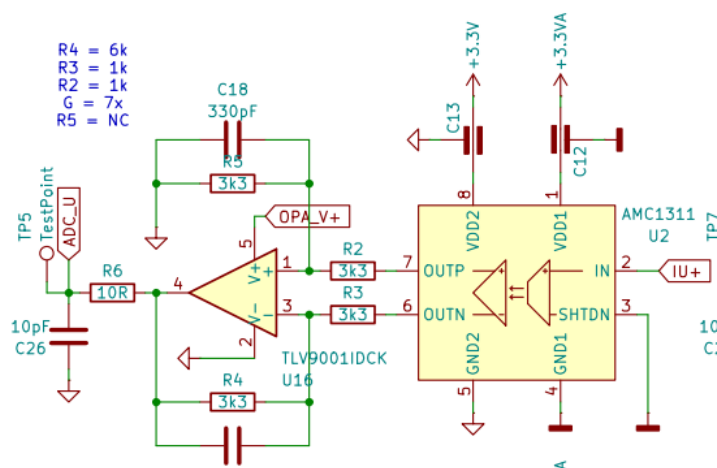 R4 = 6k
R3 = 1k
R2 = 1k
G = 7x
R5 = NC
C18
330pF
R5
3k3
OPA_V+
+3.3V
+3.3VA
C13
C12
8
1
VDD2
VDD1
AMC1311
U2
TP7
TP5
TestPoint
ADC_U
R6
10R
4
5
V+
+
1
V-
-
3
2
R2
3k3
R3
3k3
7
OUTP
6
OUTN
IN
2
IU+
SHTDN
3
GND2
GND1
5
4
10pF
C26
TLV9001IDCK
U16
R4
3k3
10
C2
A